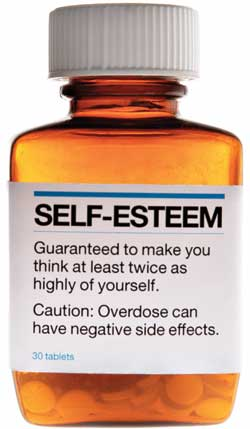 SELF-ESTEEM
Guaranteed to make you
think at least twice as
highly of yourself.
Caution: Overdose can
have negative side effects.
30 tablets